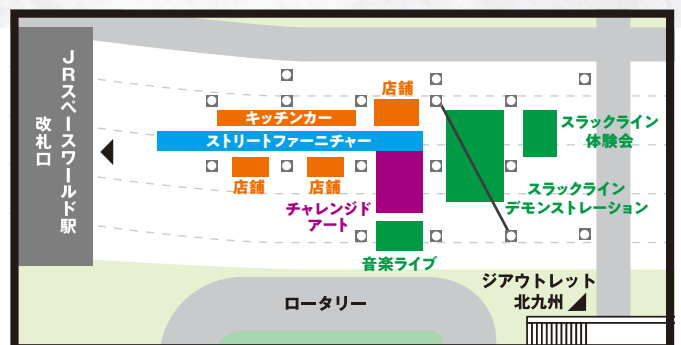 JRスペースワールド駅
改札口
店舗
キッチンカー
ストリートファーニチャー
店舗
店舗
チャレンジド
アート
音楽ライブ
スラックライン
体験会
スラックライン
デモンストレーション
ロータリー
ジアウトレット
北九州